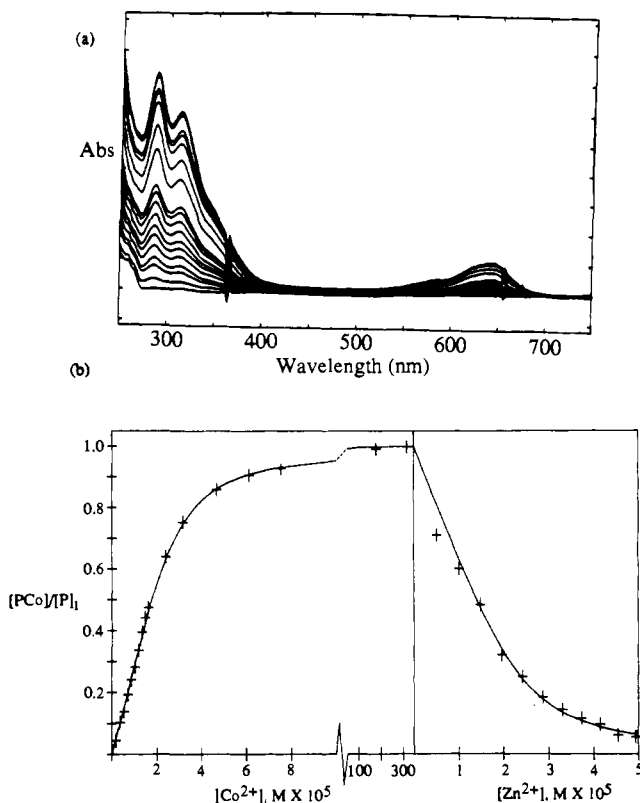 (a)
Abs
300 400 500 600 700
Wavelength (nm)
(b)
1.0
0.8
0.6
[PCo]/[P]₁
0.4
0.2
2 4 6 8 100 300 1 2 3 4 5
[Co²⁺], M X 10⁵ [Zn²⁺], M X 10⁵